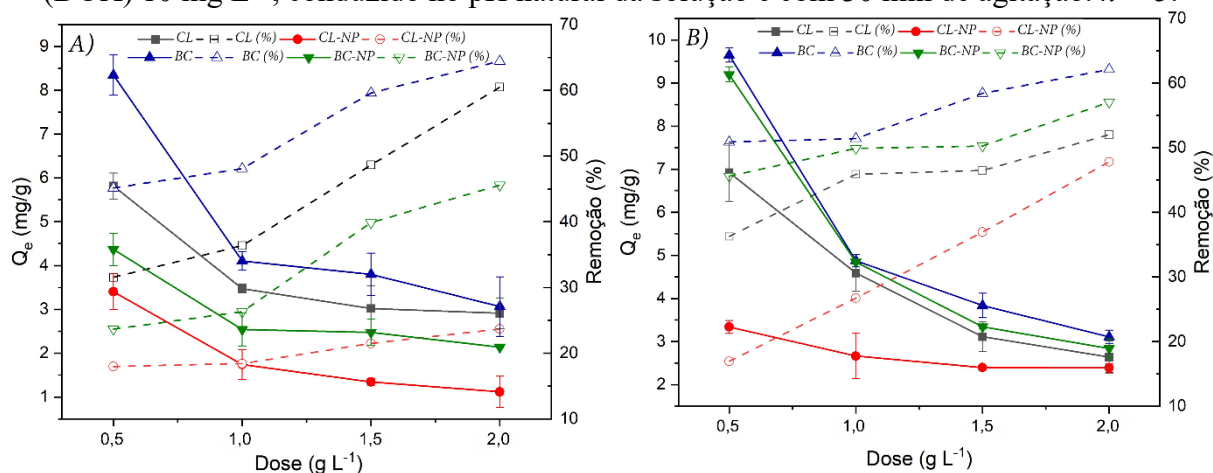 (DUA) 10 mg L⁻¹, conduzido no pH natural da solução e com 30 min de agitação.
A)
CL CL (%) CL-NP CL-NP (%)
BC BC (%) BC-NP BC-NP (%)
Qe (mg/g)
9
8
7
6
5
4
3
2
1
Remoção (%)
70
60
50
40
30
20
10
0,5 1,0 1,5 2,0
Dose (g L⁻¹)
B)
CL CL (%) CL-NP CL-NP (%)
BC BC (%) BC-NP BC-NP (%)
Qe (mg/g)
10
9
8
7
6
5
4
3
2
Remoção (%)
70
60
50
40
30
20
10
0,5 1,0 1,5 2,0
Dose (g L⁻¹)